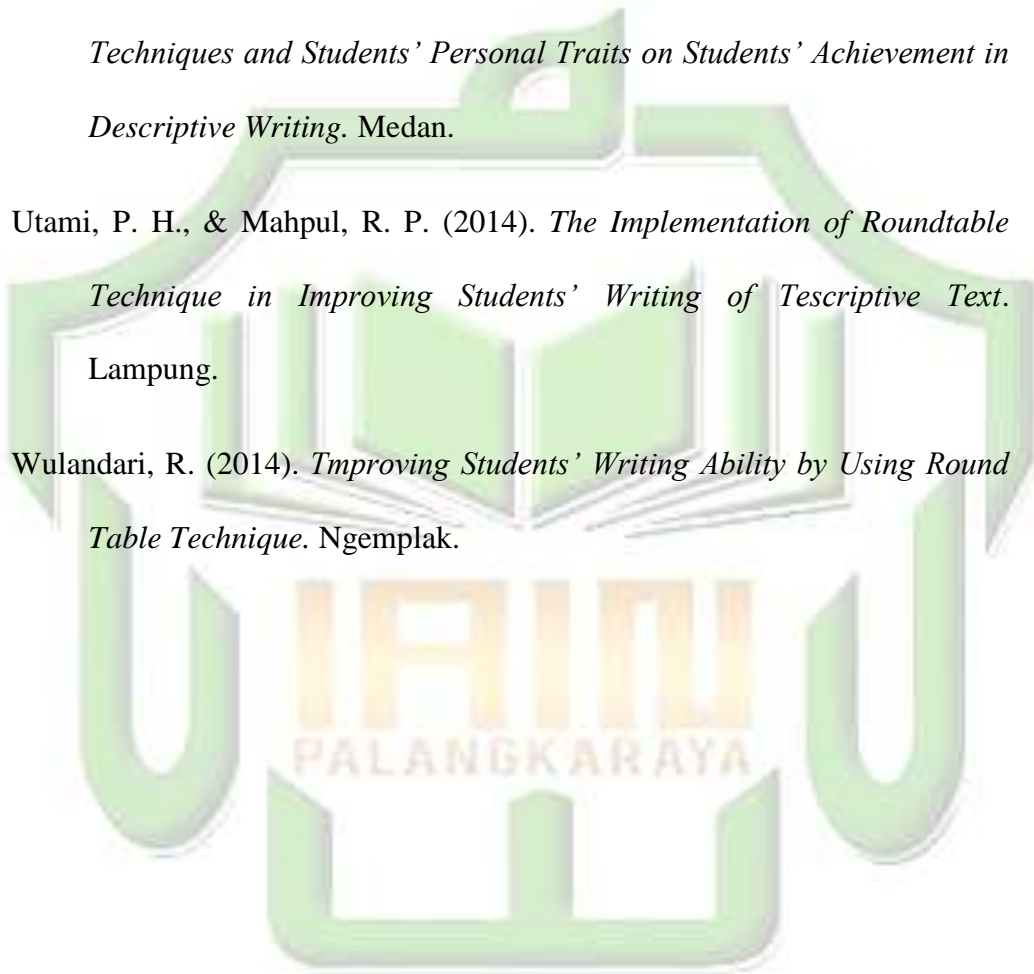 Techniques and Students’ Personal Traits on Students’ Achievement in
Descriptive Writing. Medan.
Utami, P. H., & Mahpul, R. P. (2014). The Implementation of Roundtable
Technique in Improving Students’ Writing of Tescriptive Text.
Lampung.
Wulandari, R. (2014). Tmproving Students’ Writing Ability by Using Round
Table Technique. Ngemplak.
IAIN
PALANGKARAYA